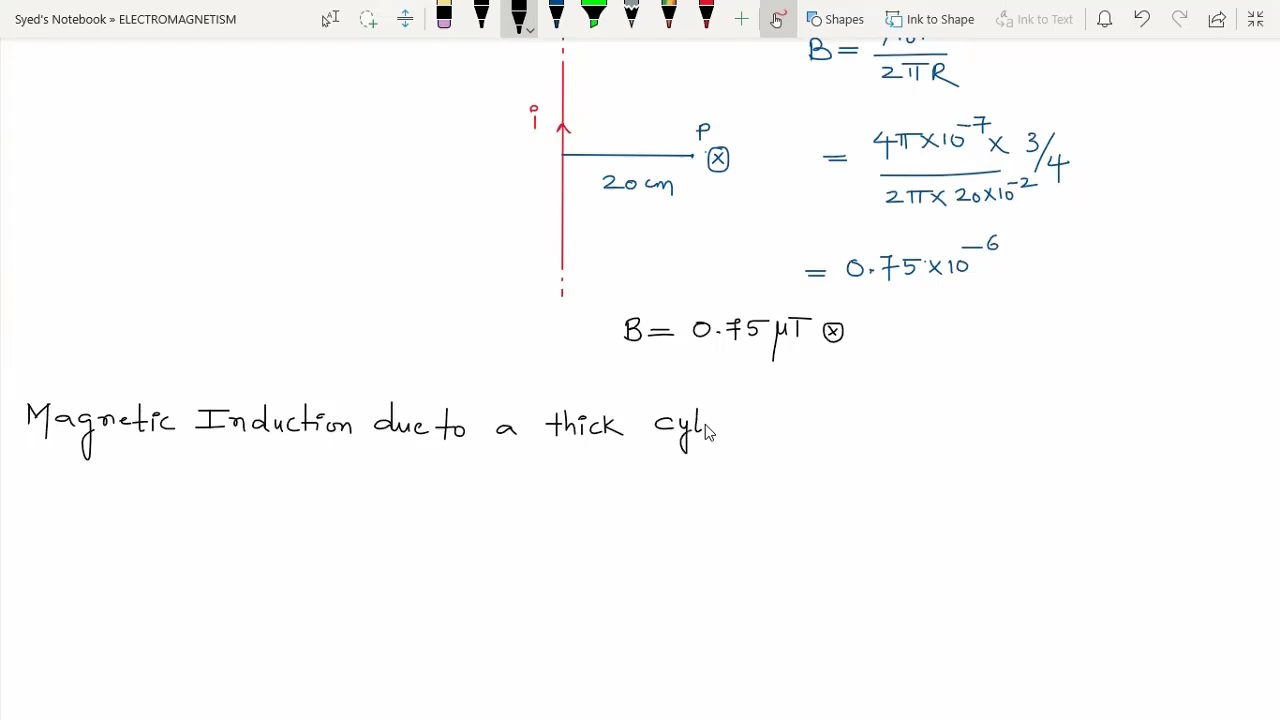 Syed's Notebook » ELECTROMAGNETISM
Shapes
Ink to Shape
Ink to Text
B =
2πR
i
P
20 cm
= 4π×10⁻⁷ × 3/4
2π× 20×10⁻²
= 0.75×10⁻⁶
B = 0.75 μT ⊗
Magnetic Induction due to a thick cyl